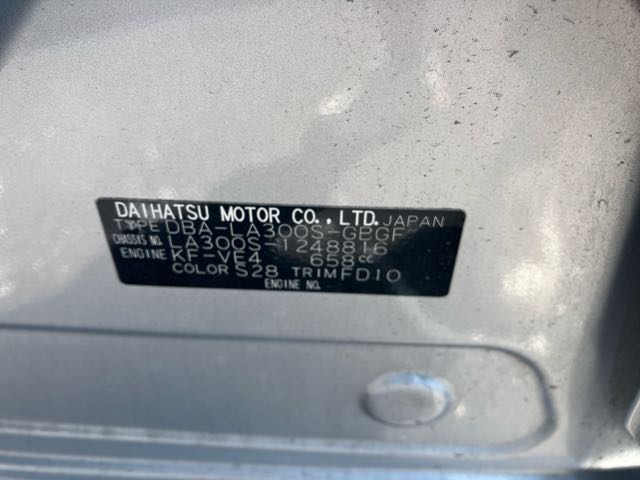 DAIHATSU MOTOR CO., LTD. JAPAN
TYPE DBA-LA300S-GBGF
CHASSIS NO. LA300S-1248816
ENGINE KF-VE4 658cc
COLOR S28 TRIM FD10
ENGINE NO.